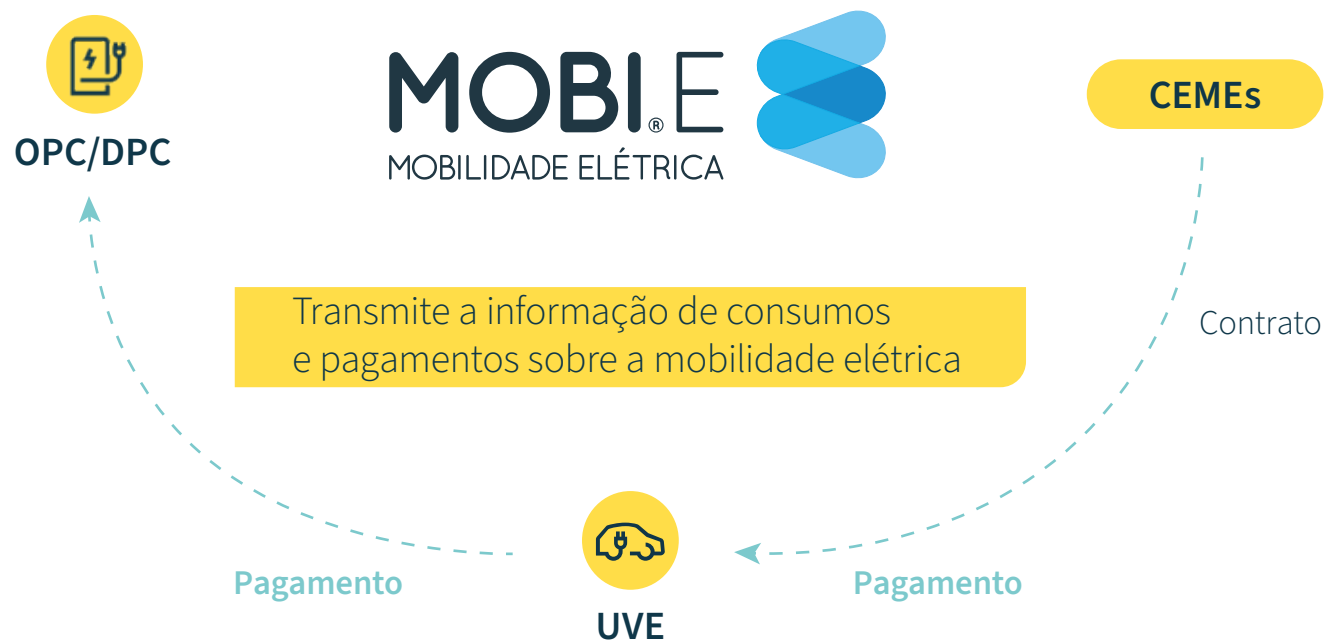 MOBI.E
®
MOBILIDADE ELÉTRICA
OPC/DPC
CEMEs
Transmite a informação de consumos
e pagamentos sobre a mobilidade elétrica
Contrato
Pagamento
Pagamento
UVE